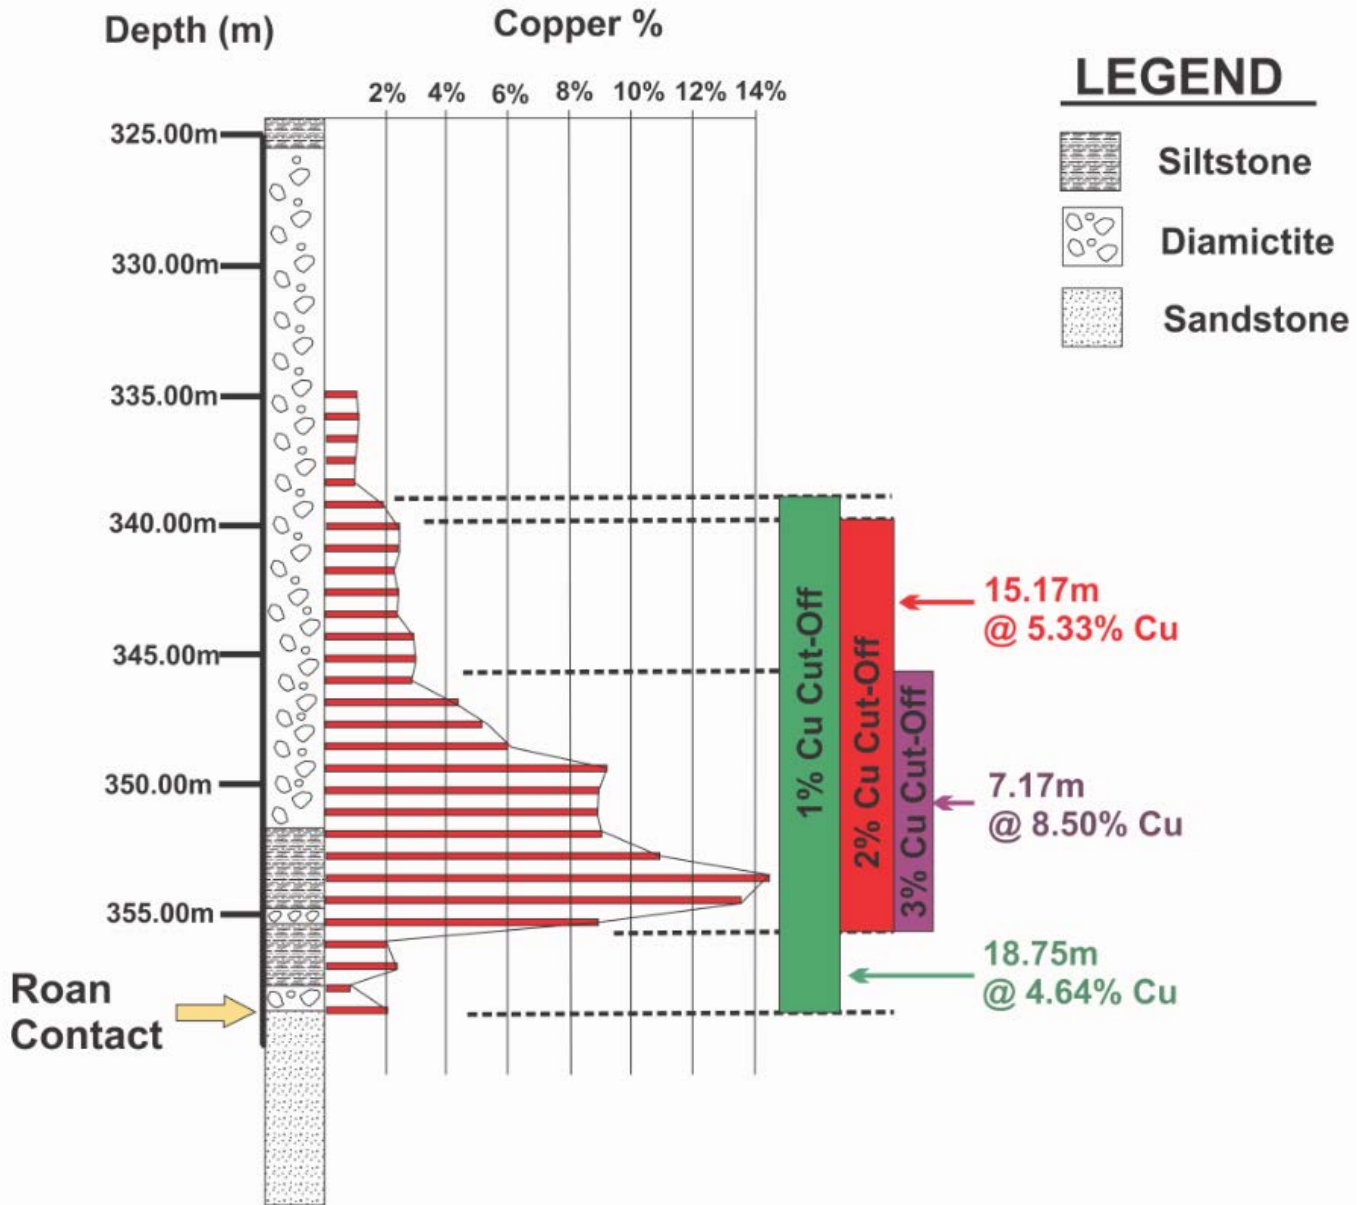 Depth (m)
Copper %
2% 4% 6% 8% 10% 12% 14%
LEGEND
Siltstone
Diamictite
Sandstone
325.00m
330.00m
335.00m
340.00m
345.00m
350.00m
355.00m
Roan
Contact
1% Cu Cut-Off
2% Cu Cut-Off
3% Cu Cut-Off
15.17m
@ 5.33% Cu
7.17m
@ 8.50% Cu
18.75m
@ 4.64% Cu